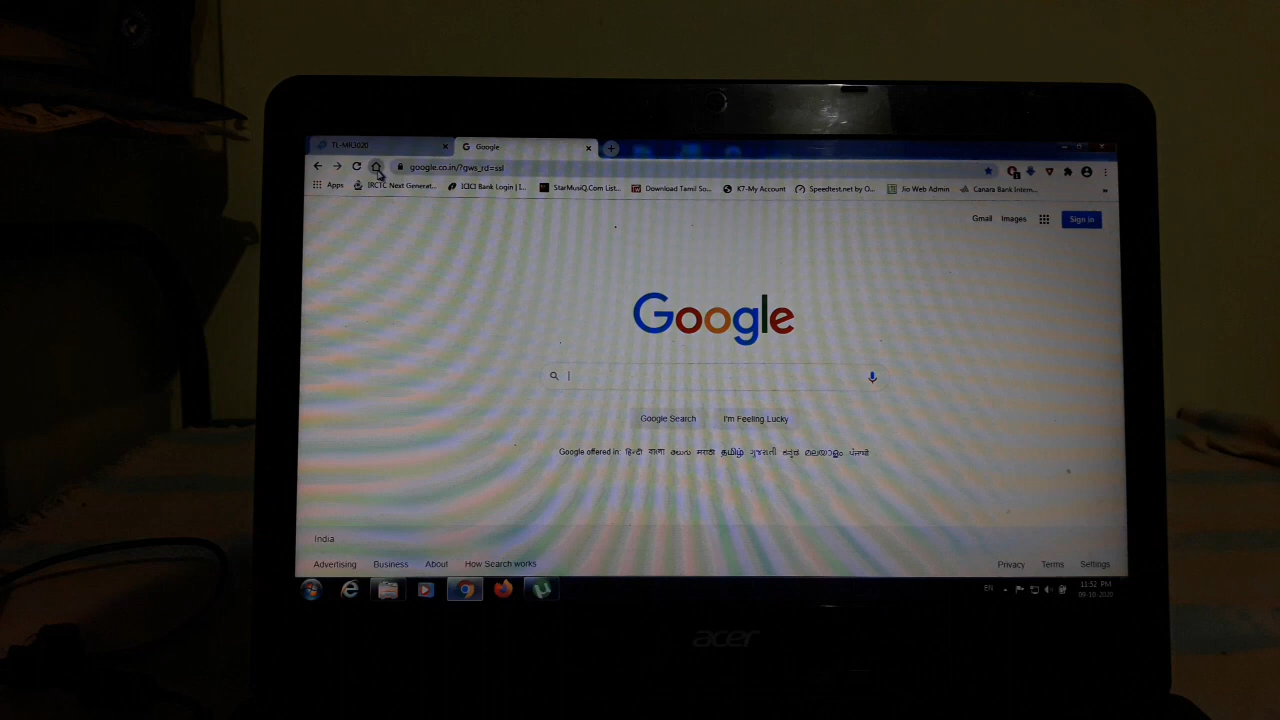 TL-MR3020
Google
google.co.in/?gws_rd=ssl
Apps IRCTC Next Generat... ICICI Bank Login | I... StarMusiQ.Com List... Download Tamil So... K7-My Account Speedtest.net by O... Jio Web Admin Canara Bank Intern...
Gmail Images Sign in
Google
Google Search I'm Feeling Lucky
Google offered in: हिन्दी বাংলা తెలుగు मराठी தமிழ் ગુજરાતી ಕನ್ನಡ മലയാളം ਪੰਜਾਬੀ
India
Advertising Business About How Search works Privacy Terms Settings
EN 11:52 PM
09-10-2020
acer